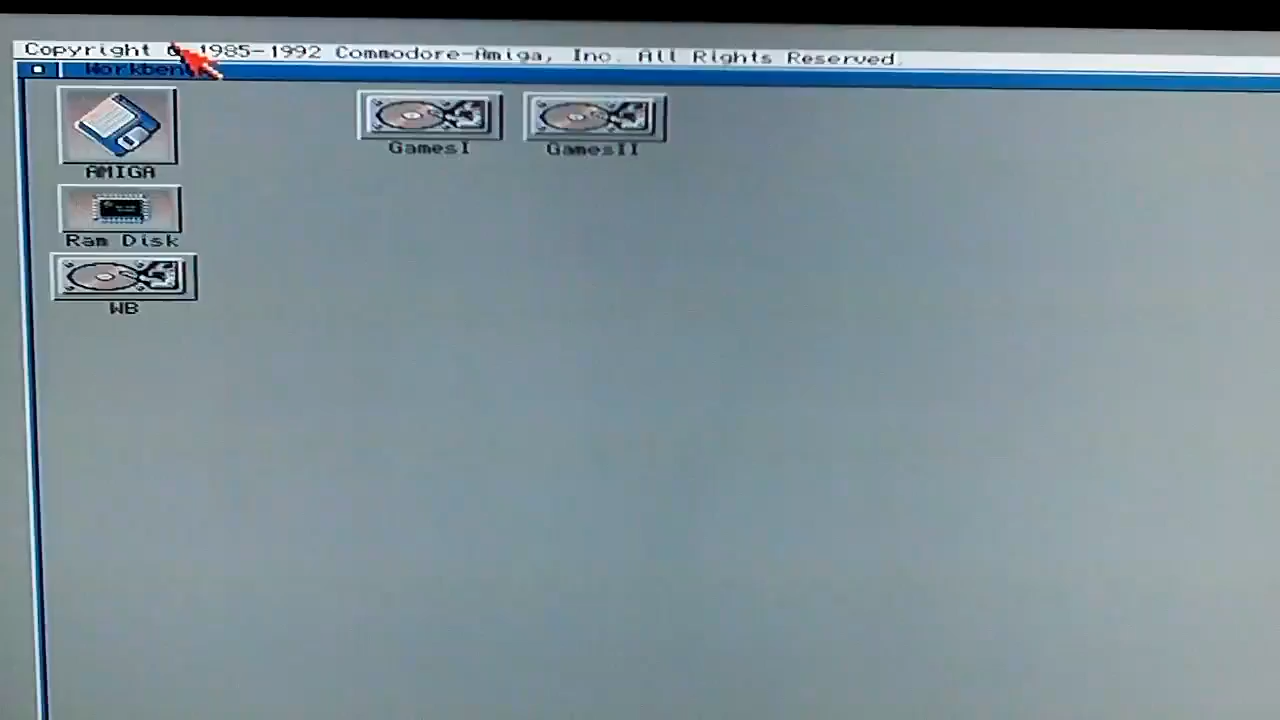 Copyright © 1985-1992 Commodore-Amiga, Inc. All Rights Reserved.
AMIGA
GamesI
GamesII
Ram Disk
WB